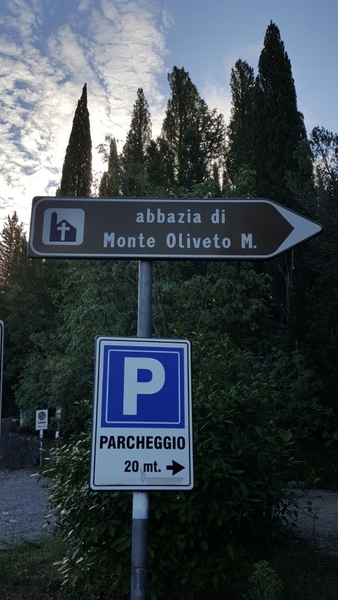 abbazia di
Monte Oliveto M.
P
PARCHEGGIO
20 mt.